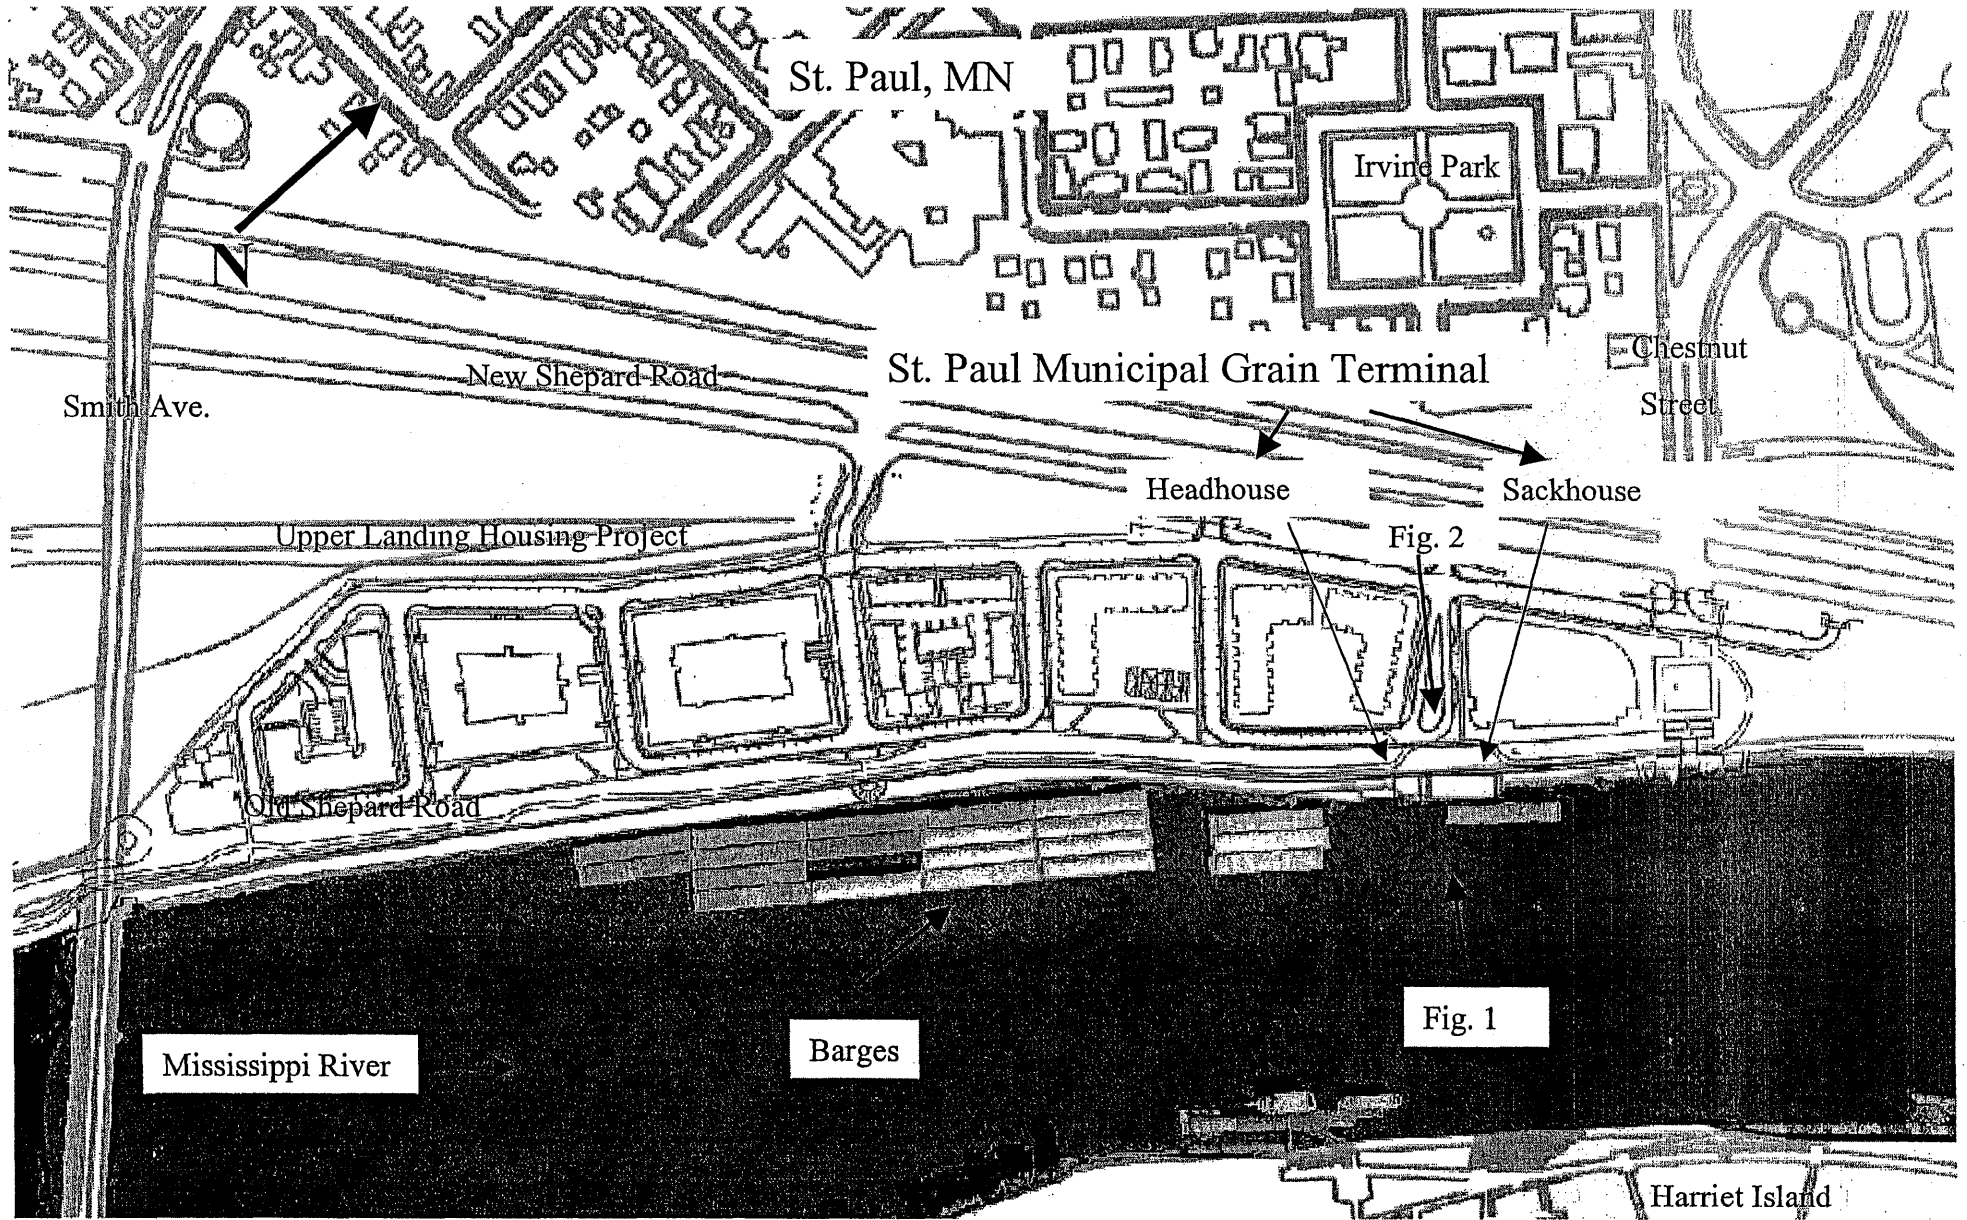 St. Paul, MN
Irvine Park
N
St. Paul Municipal Grain Terminal
Chestnut
Street
New Shepard Road
Smith Ave.
Headhouse
Sackhouse
Upper Landing Housing Project
Fig. 2
Old Shepard Road
Fig. 1
Barges
Mississippi River
Harriet Island